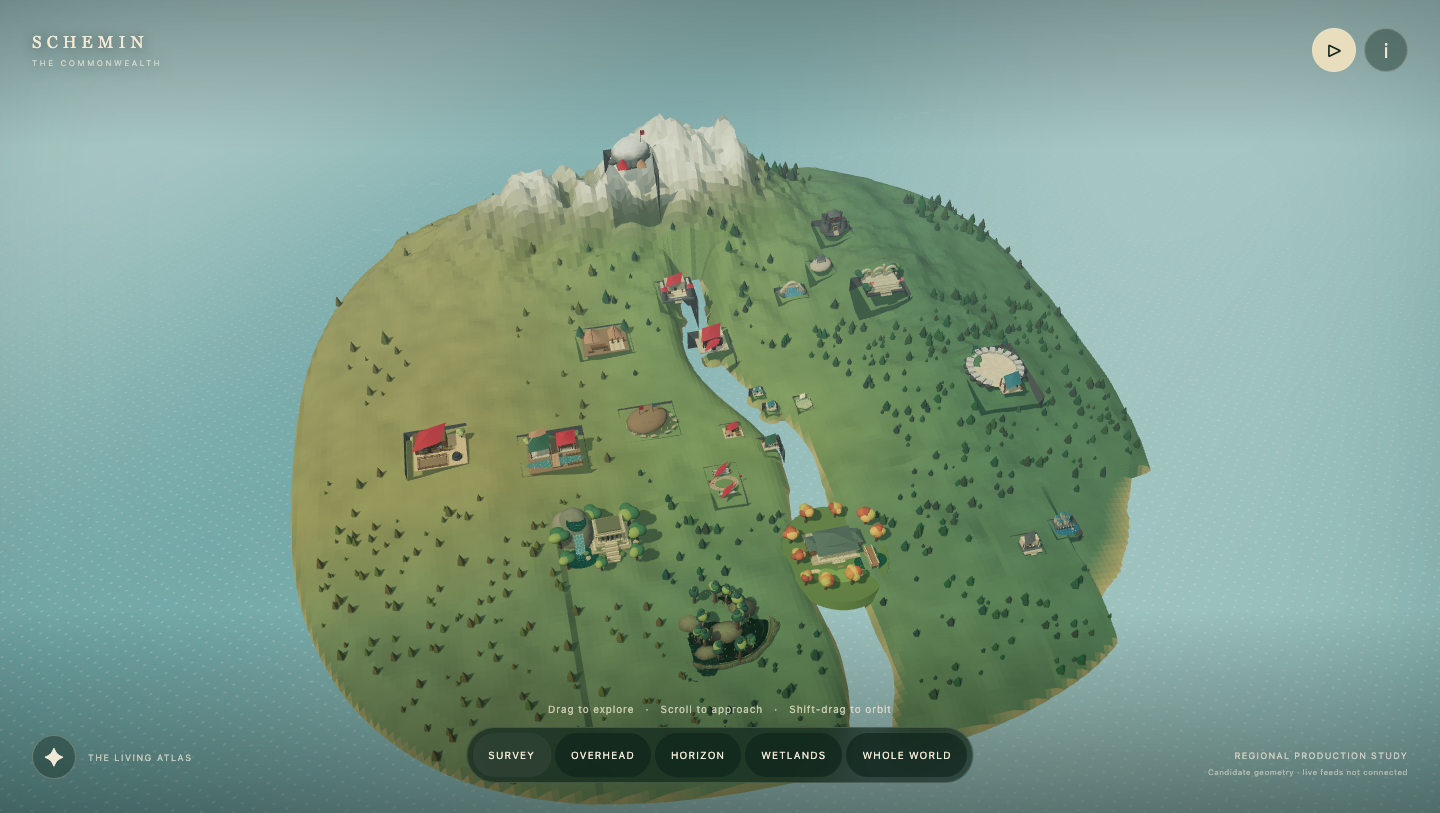 SCHEMIN
THE COMMONWEALTH
i
Drag to explore · Scroll to approach · Shift-drag to orbit
SURVEY
OVERHEAD
HORIZON
WETLANDS
WHOLE WORLD
THE LIVING ATLAS
REGIONAL PRODUCTION STUDY
Candidate geometry · live feeds not connected